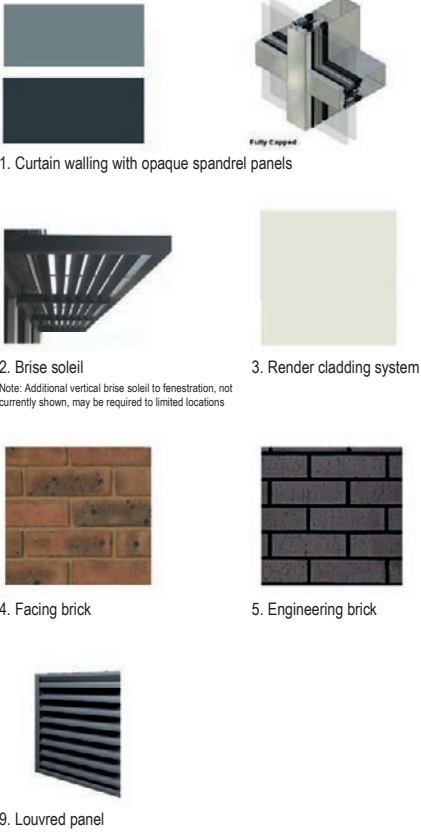 Fully Capped
1. Curtain walling with opaque spandrel panels
2. Brise soleil
Note: Additional vertical brise soleil to fenestration, not
currently shown, may be required to limited locations
3. Render cladding system
4. Facing brick
5. Engineering brick
9. Louvred panel